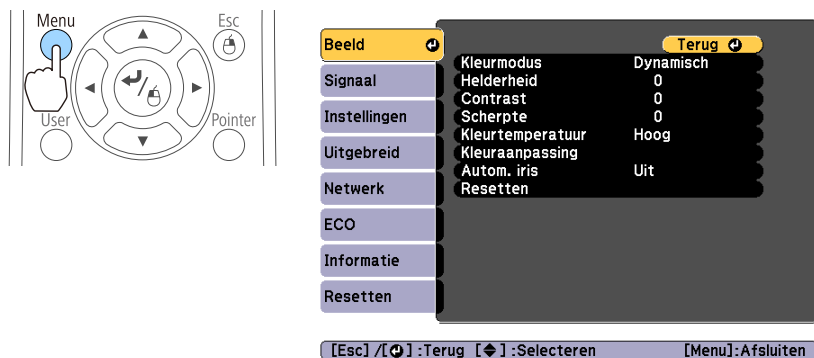 Menu
Esc
User
Pointer
Beeld
Signaal
Instellingen
Uitgebreid
Netwerk
ECO
Informatie
Resetten
Terug
Kleurmodus Dynamisch
Helderheid 0
Contrast 0
Scherpte 0
Kleurtemperatuur Hoog
Kleuraanpassing
Autom. iris Uit
Resetten
[Esc] /[⏎] :Terug [◆] :Selecteren [Menu]:Afsluiten